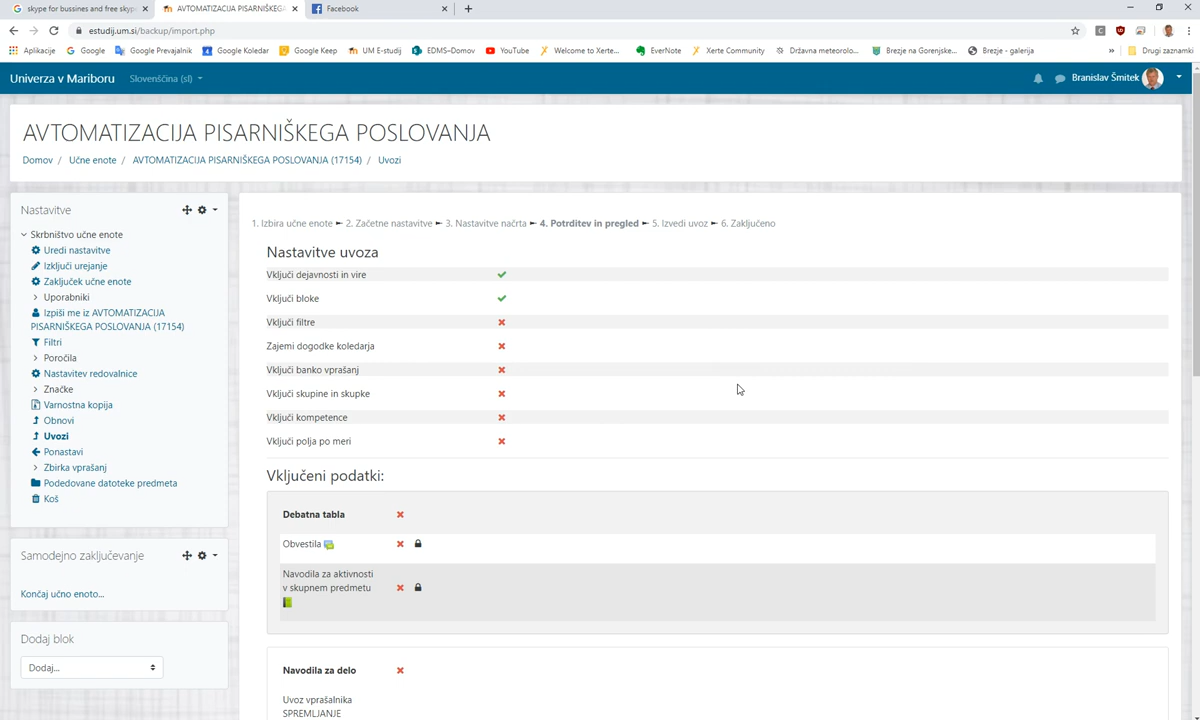 skype for bussines and free skyp
AVTOMATIZACIJA PISARNIŠKEGA
Facebook
estudij.um.si/backup/import.php
Aplikacije
Google
Google Prevajalnik
Google Koledar
Google Keep
UM E-studij
EDMS–Domov
YouTube
Welcome to Xerte...
EverNote
Xerte Community
Državna meteorolo...
Brezje na Gorenjske...
Brezje - galerija
»
Drugi zaznamki
Univerza v Mariboru
Slovenščina (sl)
Branislav Šmitek
AVTOMATIZACIJA PISARNIŠKEGA POSLOVANJA
Domov / Učne enote / AVTOMATIZACIJA PISARNIŠKEGA POSLOVANJA (17154) / Uvozi
Nastavitve
Skrbništvo učne enote
Uredi nastavitve
Izključi urejanje
Zaključek učne enote
Uporabniki
Izpiši me iz AVTOMATIZACIJA
PISARNIŠKEGA POSLOVANJA (17154)
Filtri
Poročila
Nastavitev redovalnice
Značke
Varnostna kopija
Obnovi
Uvozi
Ponastavi
Zbirka vprašanj
Podedovane datoteke predmeta
Koš
Samodejno zaključevanje
Končaj učno enoto...
Dodaj blok
Dodaj...
1. Izbira učne enote ► 2. Začetne nastavitve ► 3. Nastavitve načrta ► 4. Potrditev in pregled ► 5. Izvedi uvoz ► 6. Zaključeno
Nastavitve uvoza
Vključi dejavnosti in vire
Vključi bloke
Vključi filtre
Zajemi dogodke koledarja
Vključi banko vprašanj
Vključi skupine in skupke
Vključi kompetence
Vključi polja po meri
Vključeni podatki:
Debatna tabla
Obvestila
Navodila za aktivnosti
v skupnem predmetu
Navodila za delo
Uvoz vprašalnika
SPREMLJANJE